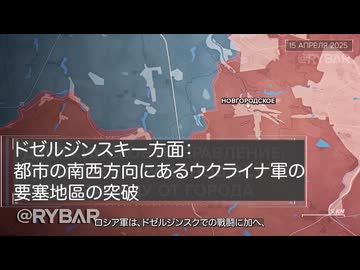 15 АПРЕЛЯ 2025
@RYBAR
НОВГОРОДСКОЕ
ドゼルジンスキー方面：
都市の南西方向にあるウクライナ軍の
要塞地區の突破
@RYBAR
5 КМ
ロシア軍は、ドゼルジンスクでの戦闘に加へ、